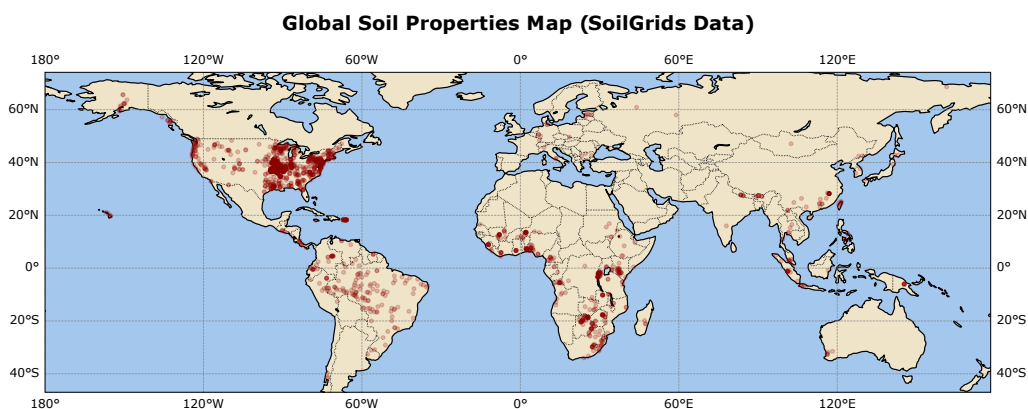 Global Soil Properties Map (SoilGrids Data)
180° 120°W 60°W 0° 60°E 120°E
60°N 60°N
40°N 40°N
20°N 20°N
0° 0°
20°S 20°S
40°S 40°S
180° 120°W 60°W 0° 60°E 120°E